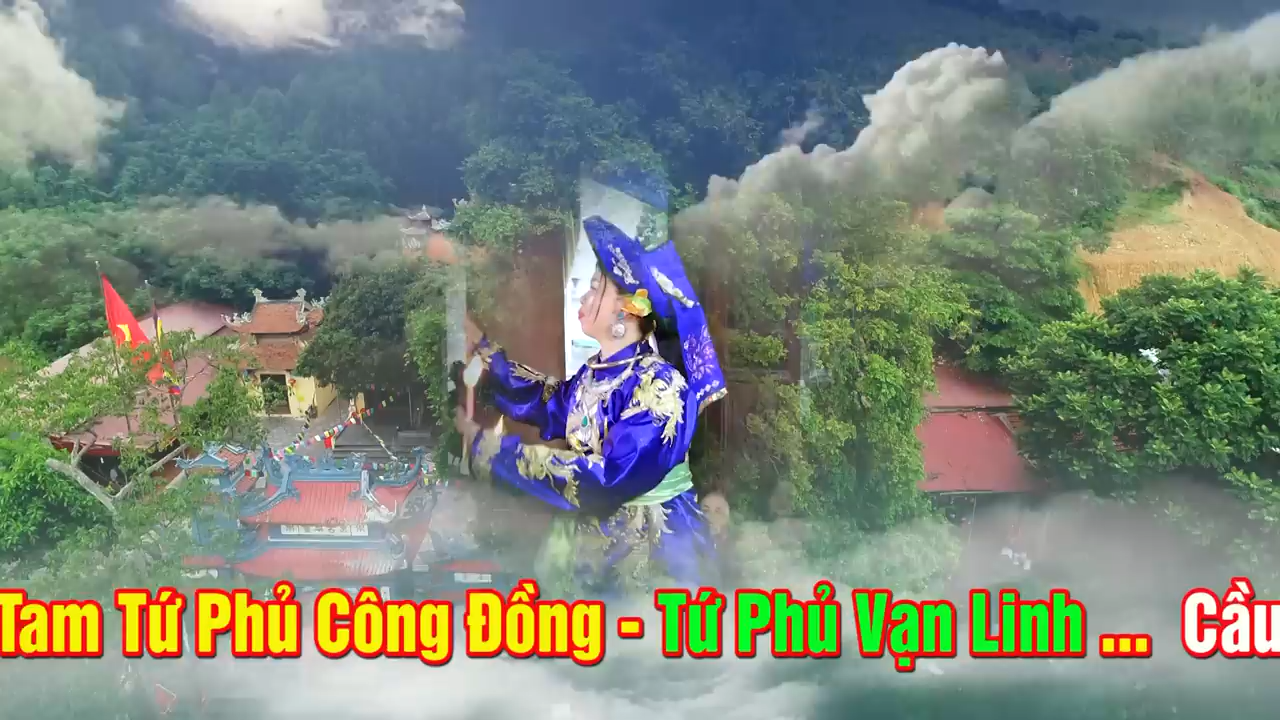 Tam Tứ Phủ Công Đồng - Tứ Phủ Vạn Linh ... Cầu